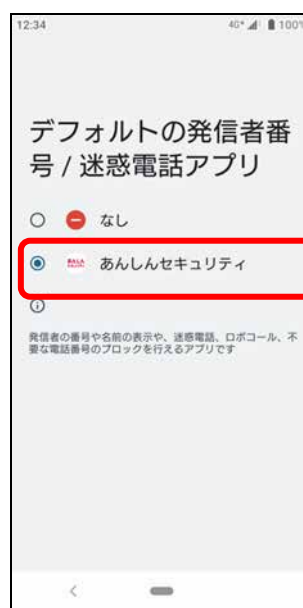 12:34 4G+ 100%
デフォルトの発信者番
号 / 迷惑電話アプリ
なし
あんしんセキュリティ
発信者の番号や名前の表示や、迷惑電話、ロボコール、不
要な電話番号のブロックを行えるアプリです